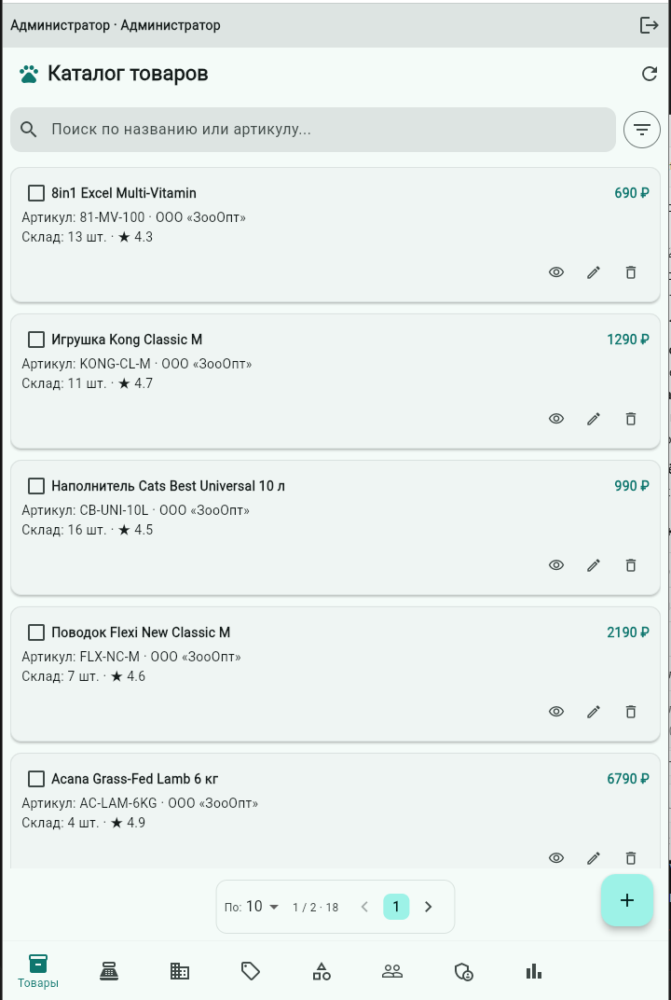 Администратор · Администратор
Каталог товаров
Поиск по названию или артикулу...
8in1 Excel Multi-Vitamin 690 ₽
Артикул: 81-MV-100 · ООО «ЗооОпт»
Склад: 13 шт. · ★ 4.3
Игрушка Kong Classic M 1290 ₽
Артикул: KONG-CL-M · ООО «ЗооОпт»
Склад: 11 шт. · ★ 4.7
Наполнитель Cats Best Universal 10 л 990 ₽
Артикул: CB-UNI-10L · ООО «ЗооОпт»
Склад: 16 шт. · ★ 4.5
Поводок Flexi New Classic M 2190 ₽
Артикул: FLX-NC-M · ООО «ЗооОпт»
Склад: 7 шт. · ★ 4.6
Acana Grass-Fed Lamb 6 кг 6790 ₽
Артикул: AC-LAM-6KG · ООО «ЗооОпт»
Склад: 4 шт. · ★ 4.9
По: 10 1 / 2 · 18 1
Товары